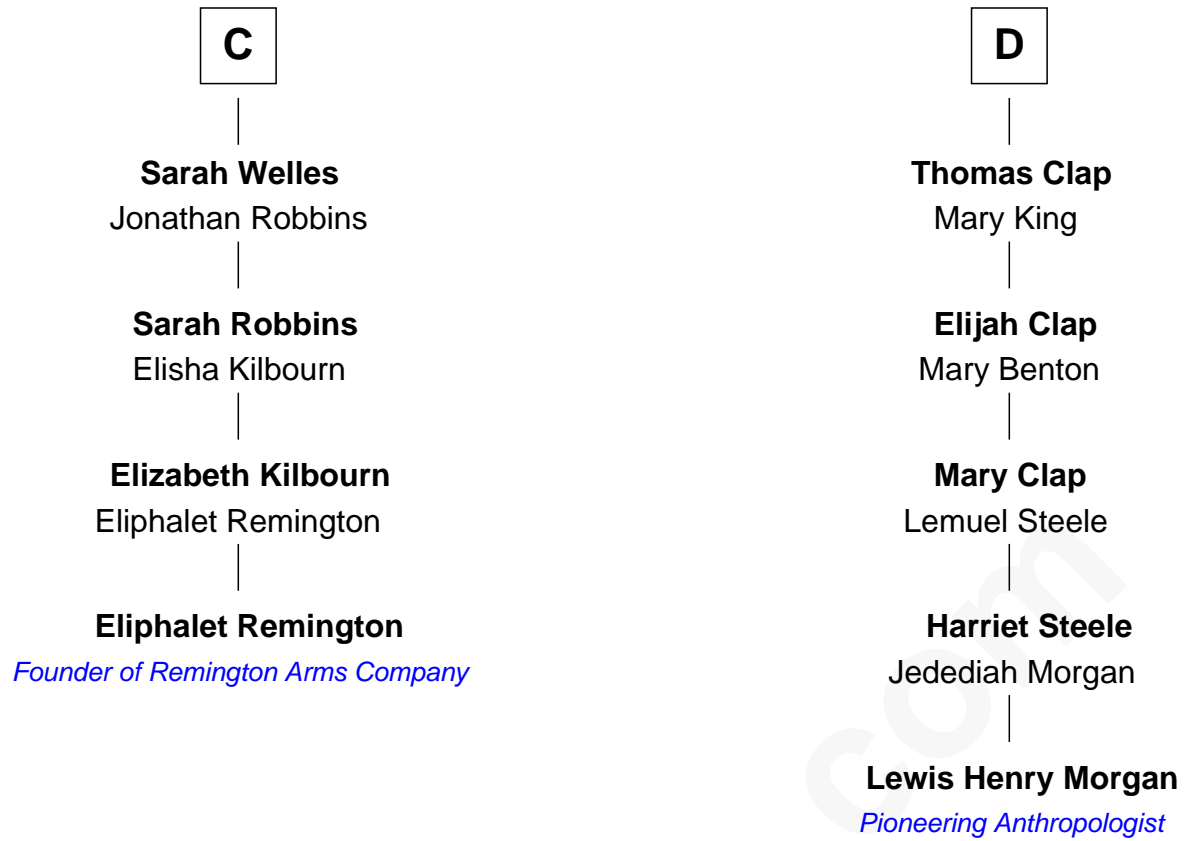 C
Sarah Welles
Jonathan Robbins
Sarah Robbins
Elisha Kilbourn
Elizabeth Kilbourn
Eliphalet Remington
Eliphalet Remington
Founder of Remington Arms Company
D
Thomas Clap
Mary King
Elijah Clap
Mary Benton
Mary Clap
Lemuel Steele
Harriet Steele
Jedediah Morgan
Lewis Henry Morgan
Pioneering Anthropologist
com